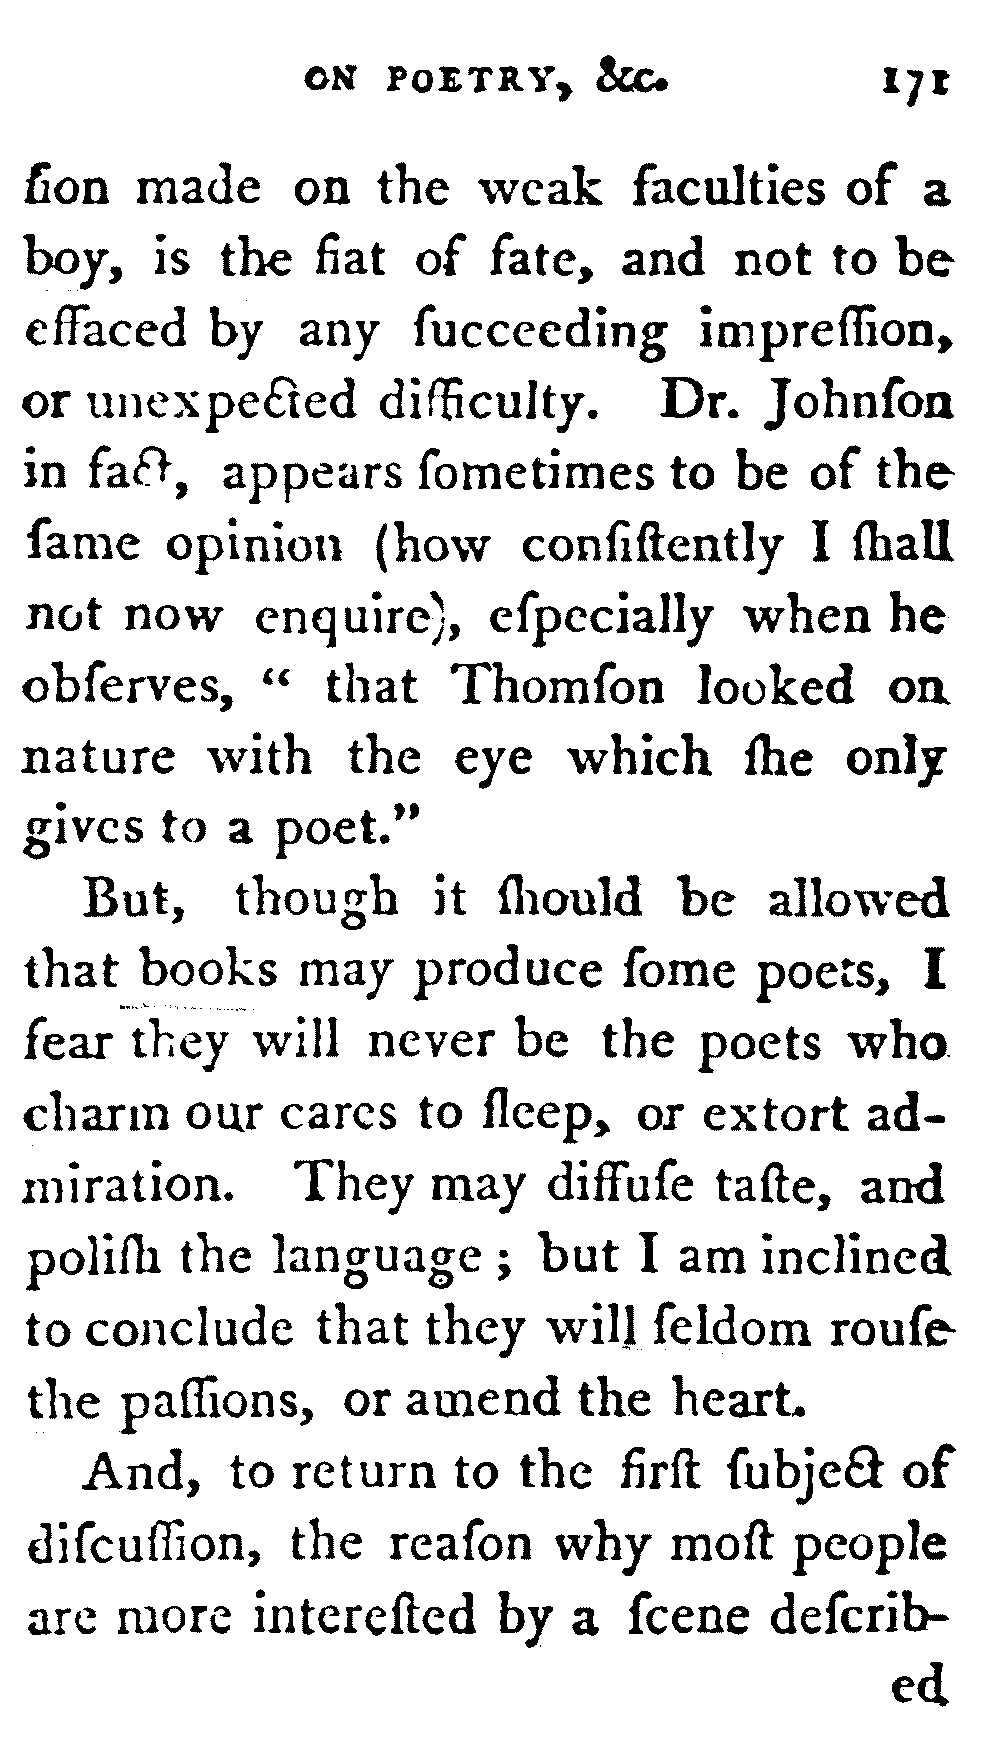 ON POETRY, &c. 171
ſion made on the weak faculties of a
boy, is the fiat of fate, and not to be
effaced by any ſucceeding impreſſion,
or unexpected difficulty. Dr. Johnſon
in fact, appears ſometimes to be of the
ſame opinion (how conſiſtently I ſhall
not now enquire), eſpecially when he
obſerves, “ that Thomſon looked on
nature with the eye which ſhe only
gives to a poet.”
But, though it ſhould be allowed
that books may produce ſome poets, I
fear they will never be the poets who
charm our cares to ſleep, or extort ad-
miration. They may diffuſe taſte, and
poliſh the language ; but I am inclined
to conclude that they will ſeldom rouſe
the paſſions, or amend the heart.
And, to return to the firſt ſubject of
diſcuſſion, the reaſon why moſt people
are more intereſted by a ſcene deſcrib-
ed